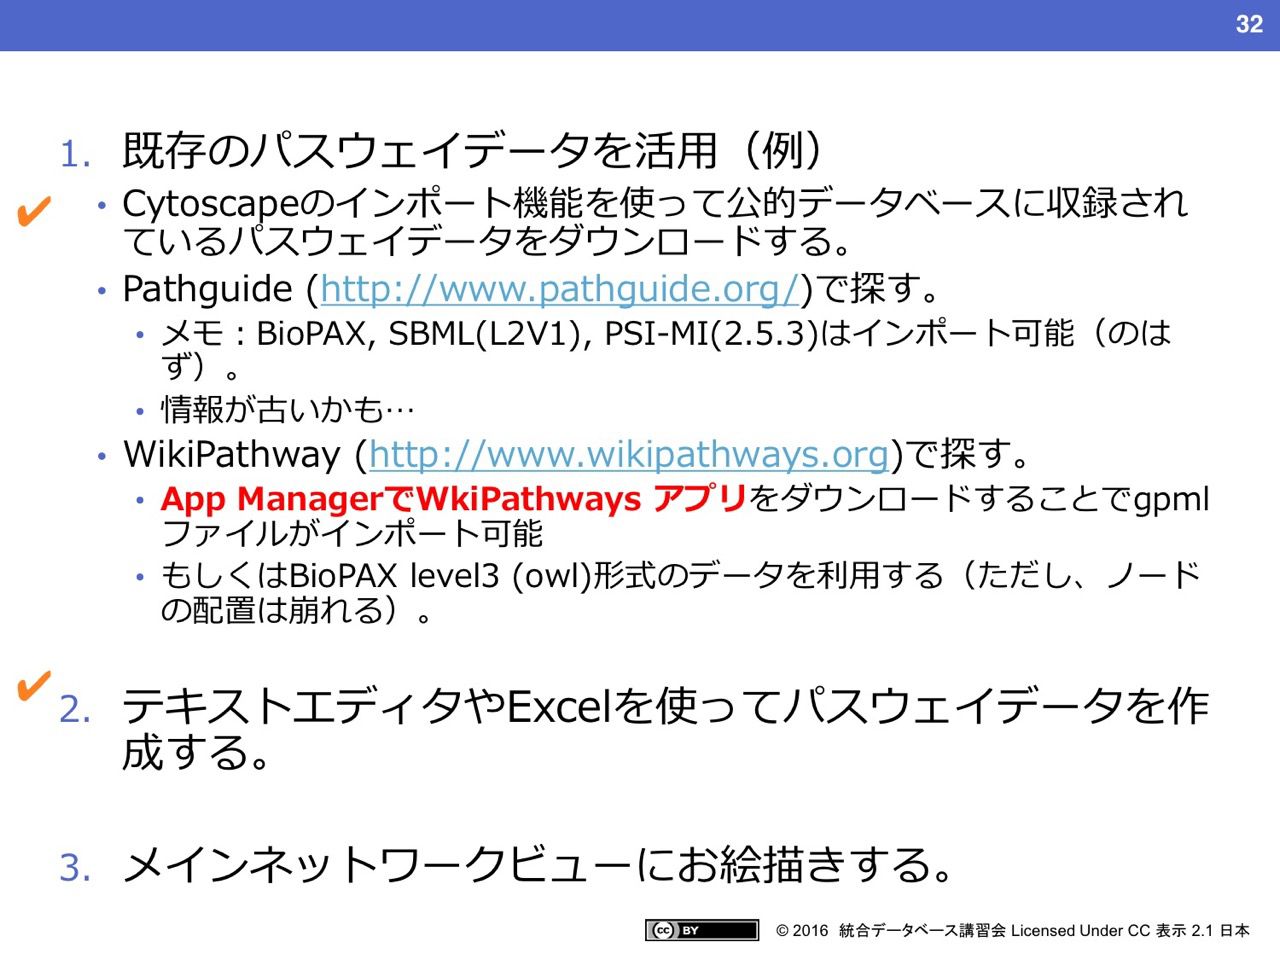 32
1. 既存のパスウェイデータを活用（例）
✔ • Cytoscapeのインポート機能を使って公的データベースに収録され
ているパスウェイデータをダウンロードする。
• Pathguide (http://www.pathguide.org/)で探す。
• メモ：BioPAX, SBML(L2V1), PSI-MI(2.5.3)はインポート可能（のは
ず）。
• 情報が古いかも…
• WikiPathway (http://www.wikipathways.org)で探す。
• App ManagerでWkiPathways アプリをダウンロードすることでgpml
ファイルがインポート可能
• もしくはBioPAX level3 (owl)形式のデータを利用する（ただし、ノード
の配置は崩れる）。
✔ 2. テキストエディタやExcelを使ってパスウェイデータを作
成する。
3. メインネットワークビューにお絵描きする。
cc BY © 2016 統合データベース講習会 Licensed Under CC 表示 2.1 日本